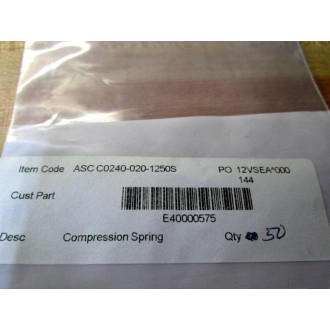 Item Code ASC C0240-020-1250S PO 12VSEA*000
144
Cust Part
E40000575
Desc Compression Spring Qty 50